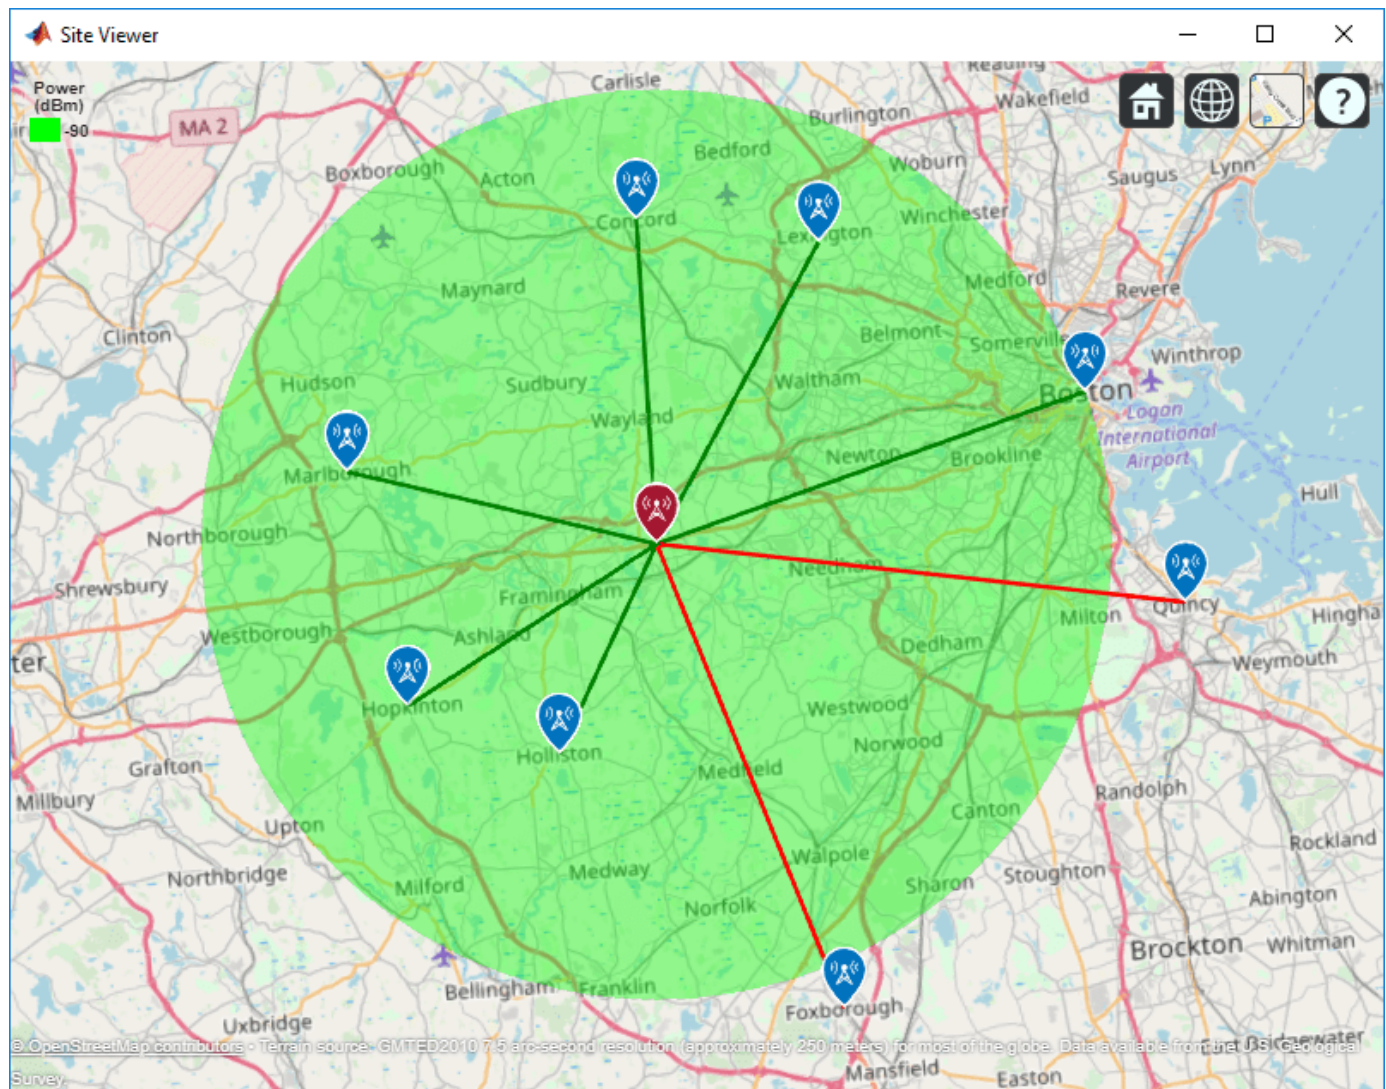 Site Viewer
Carlisle
Reading
Power
(dBm)
-90
MA 2
Wakefield
Burlington
Bedford
Woburn
Lynn
Boxborough
Acton
Saugus
Concord
Winchester
Lexington
Medford
Maynard
Revere
Clinton
Belmont
Somerville
Winthrop
Hudson
Sudbury
Waltham
Boston
Wayland
Logan
International
Airport
Newton
Brookline
Marlborough
Hull
Northborough
Needham
Shrewsbury
Framingham
Quincy
Milton
Hingha
Westborough
Ashland
Dedham
ter
Weymouth
Hopkinton
Westwood
Norwood
Holliston
Grafton
Medfield
Randolph
Millbury
Canton
Upton
Rockland
Walpole
Medway
Stoughton
Northbridge
Milford
Sharon
Abington
Norfolk
Brockton
Whitman
Bellingham
Franklin
Foxborough
Uxbridge
Bridgewater
© OpenStreetMap contributors • Terrain source: GMTED2010 7.5 arc-second resolution (approximately 250 meters) for most of the globe. Data available from the U.S. Geological
Survey.
Mansfield
Easton